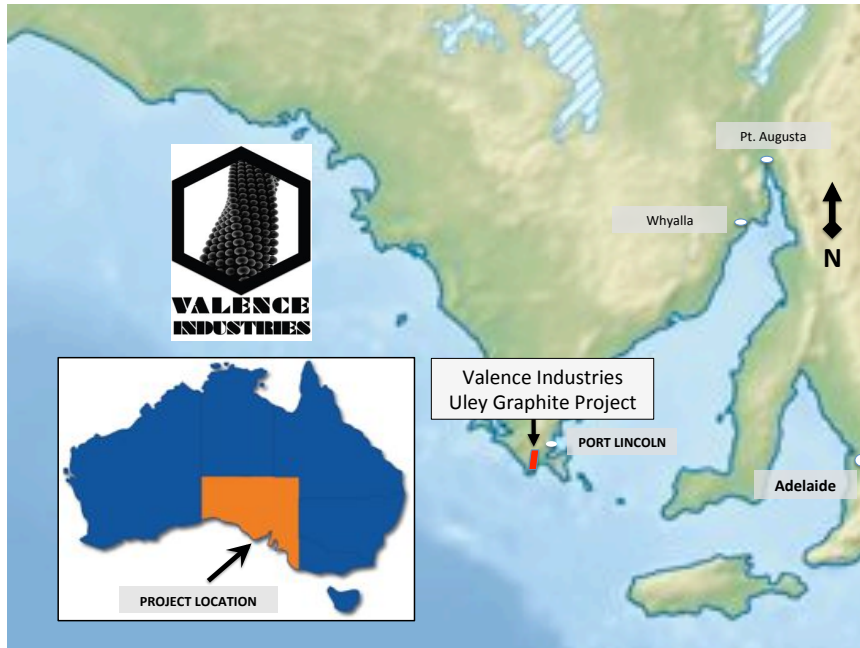 Pt. Augusta
Whyalla
N
VALENCE
INDUSTRIES
Valence Industries
Uley Graphite Project
PORT LINCOLN
Adelaide
PROJECT LOCATION